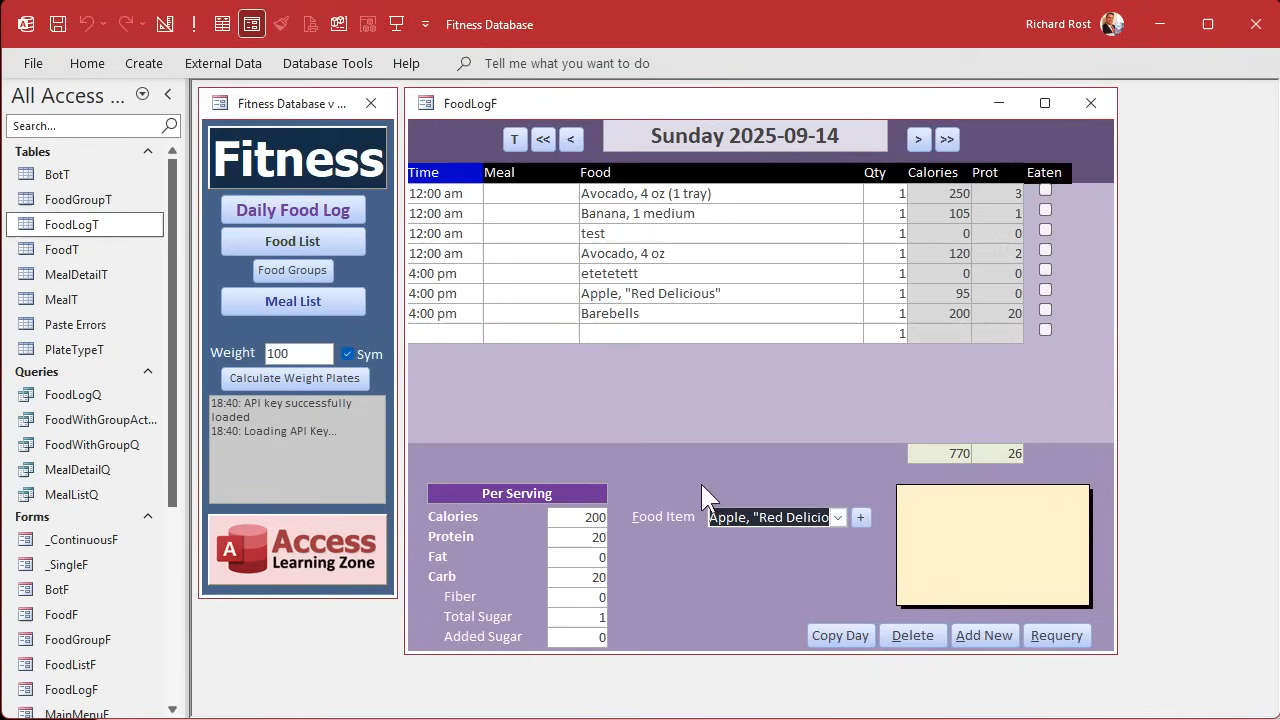 Fitness Database
Richard Rost
File Home Create External Data Database Tools Help Tell me what you want to do
All Access ...
Search...
Tables
BotT
FoodGroupT
FoodLogT
FoodT
MealDetailT
MealT
Paste Errors
PlateTypeT
Queries
FoodLogQ
FoodWithGroupAct...
FoodWithGroupQ
MealDetailQ
MealListQ
Forms
_ContinuousF
_SingleF
BotF
FoodF
FoodGroupF
FoodListF
FoodLogF
MainMenuF
Fitness Database v ...
Fitness
Daily Food Log
Food List
Food Groups
Meal List
Weight 100 Sym
Calculate Weight Plates
18:40: API key successfully
loaded
18:40: Loading API Key...
Access
Learning Zone
FoodLogF
T << < Sunday 2025-09-14 > >>
Time Meal Food Qty Calories Prot Eaten
12:00 am Avocado, 4 oz (1 tray) 1 250 3
12:00 am Banana, 1 medium 1 105 1
12:00 am test 1 0 0
12:00 am Avocado, 4 oz 1 120 2
4:00 pm etetetett 1 0 0
4:00 pm Apple, "Red Delicious" 1 95 0
4:00 pm Barebells 1 200 20
1
770 26
Per Serving
Calories 200
Protein 20
Fat 0
Carb 20
Fiber 0
Total Sugar 1
Added Sugar 0
Food Item Apple, "Red Delicio +
Copy Day Delete Add New Requery